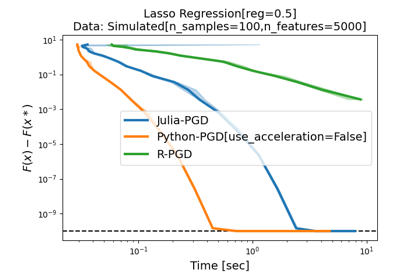 Lasso Regression[reg=0.5]
Data: Simulated[n_samples=100,n_features=5000]
10¹
10⁻¹
10⁻³
10⁻⁵
10⁻⁷
10⁻⁹
F(x) − F(x*)
Julia-PGD
Python-PGD[use_acceleration=False]
R-PGD
10⁻¹
10⁰
10¹
Time [sec]